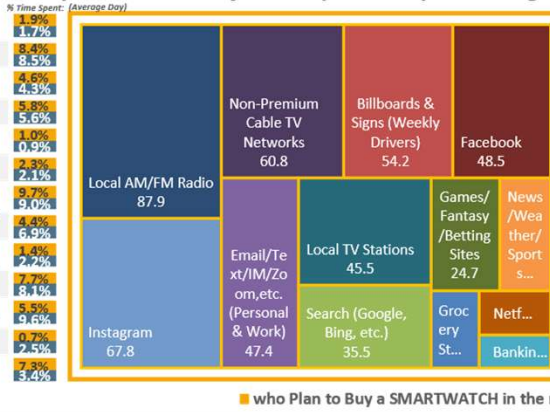 % Time Spent: (Average Day)
1.9%
1.7%
8.4%
8.5%
4.6%
4.3%
5.8%
5.6%
1.0%
0.9%
2.3%
2.1%
9.7%
9.0%
4.4%
6.9%
1.4%
2.2%
7.7%
8.1%
5.5%
9.6%
0.7%
2.5%
7.3%
3.4%
Local AM/FM Radio
87.9
Instagram
67.8
Non-Premium
Cable TV
Networks
60.8
Billboards &
Signs (Weekly
Drivers)
54.2
Facebook
48.5
Email/Te
xt/IM/Zo
om,etc.
(Personal
& Work)
47.4
Local TV Stations
45.5
Search (Google,
Bing, etc.)
35.5
Games/
Fantasy
/Betting
Sites
24.7
News
/Wea
ther/
Sport
s...
Groc
ery
St...
Netf...
Bankin...
who Plan to Buy a SMARTWATCH in the